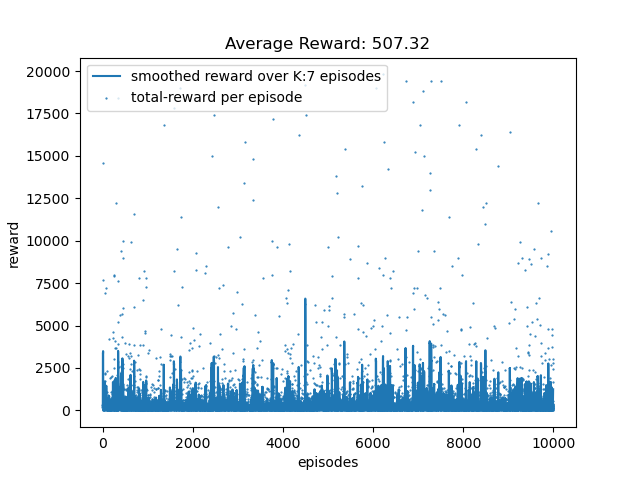 Average Reward: 507.32
smoothed reward over K:7 episodes
total-reward per episode
20000
17500
15000
12500
10000
7500
5000
2500
0
reward
0 2000 4000 6000 8000 10000
episodes